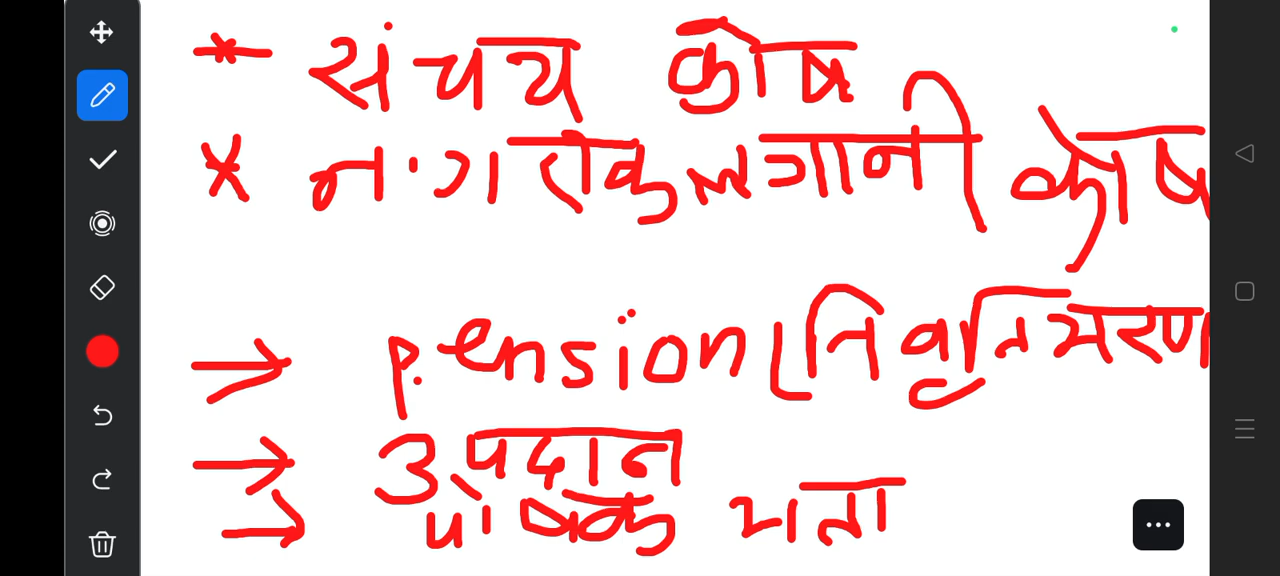 * संचय कोष
* नागरीक लगानी कोष
→ pension (निवृत्तिभरण
→ उपदान
→ पोषक भत्ता